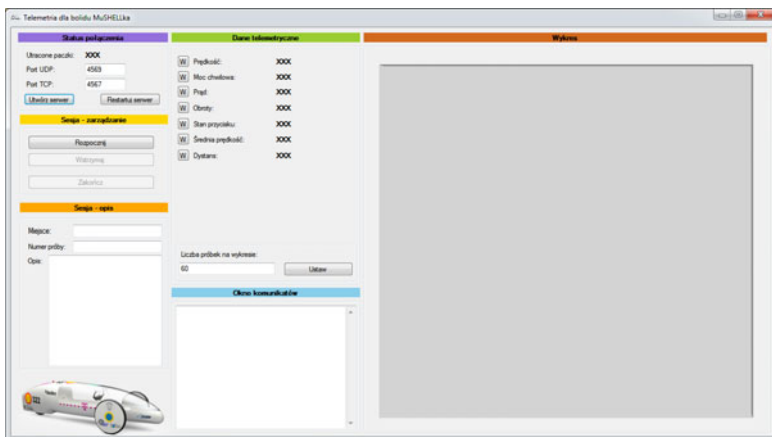 Telemetria dla bolidu MuSHELLka
Status połączenia
Utracone paczki: XXX
Port UDP: 4569
Port TCP: 4567
Utwórz serwer Restartuj serwer
Sesja - zarządzanie
Rozpocznij
Wstrzymaj
Zakończ
Sesja - opis
Miejsce:
Numer próby:
Opis:
Dane telemetryczne
W Prędkość: XXX
W Moc chwilowa: XXX
W Prąd: XXX
W Obroty: XXX
W Stan przycisku: XXX
W Średnia prędkość: XXX
W Dystans: XXX
Liczba próbek na wykresie:
60 Ustaw
Okno komunikatów
Wykres